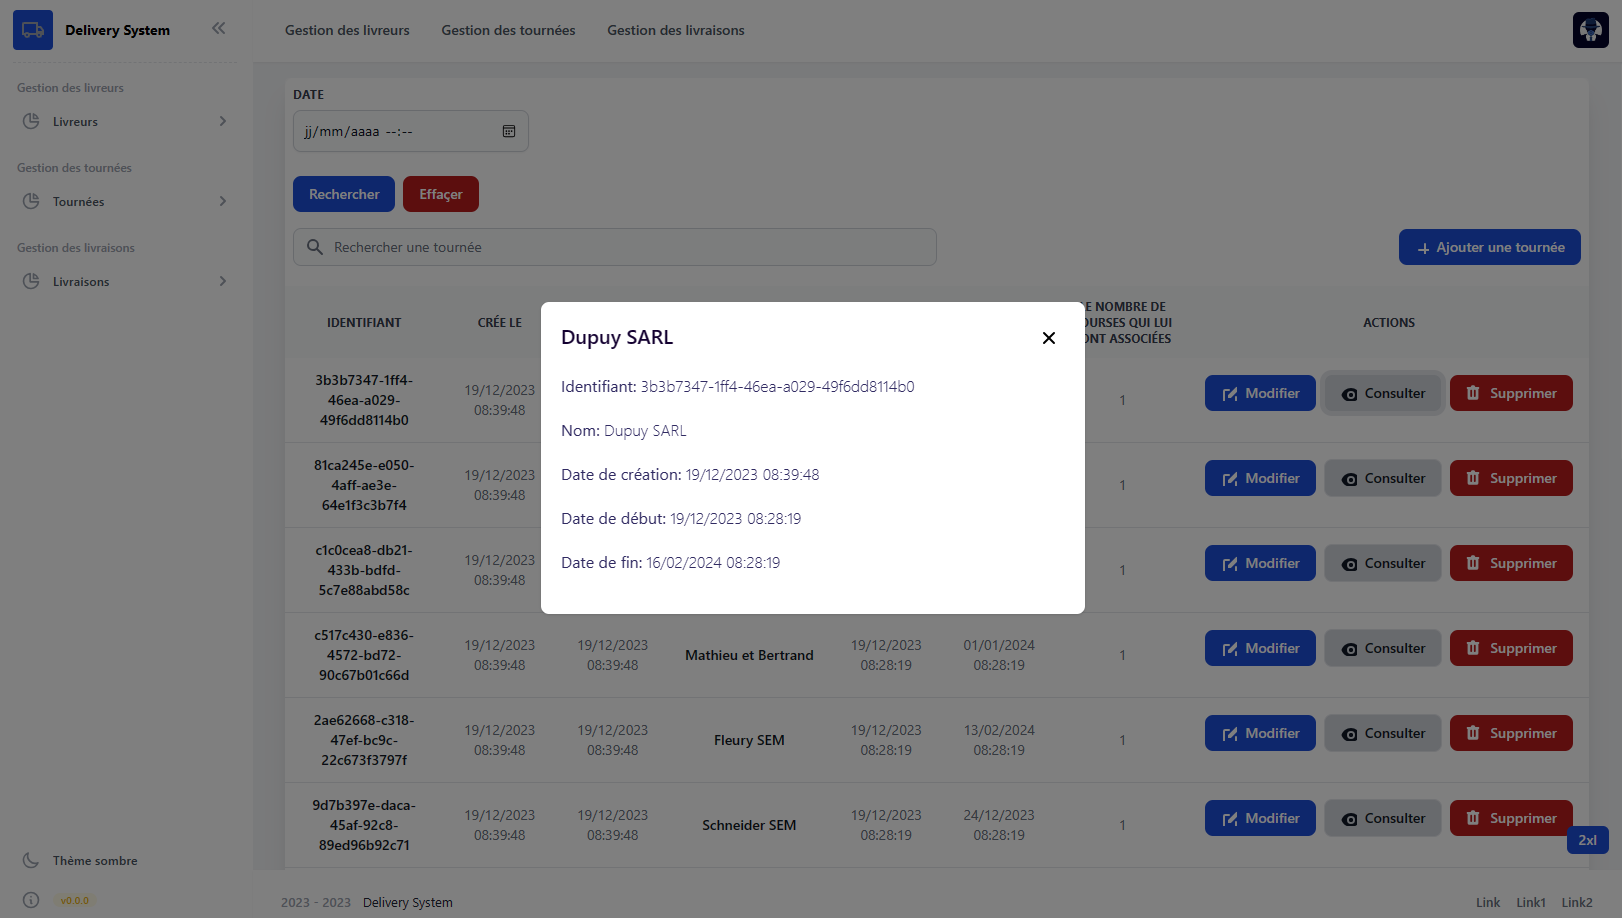 Delivery System
Gestion des livreurs
Gestion des tournées
Gestion des livraisons
Gestion des livreurs
Livreurs
Gestion des tournées
Tournées
Gestion des livraisons
Livraisons
Thème sombre
v0.0.0
DATE
jj/mm/aaaa --:--
Rechercher
Effaçer
Rechercher une tournée
+ Ajouter une tournée
IDENTIFIANT
CRÉE LE
E NOMBRE DE
OURSES QUI LUI
ONT ASSOCIÉES
ACTIONS
3b3b7347-1ff4-
46ea-a029-
49f6dd8114b0
19/12/2023
08:39:48
1
Modifier
Consulter
Supprimer
81ca245e-e050-
4aff-ae3e-
64e1f3c3b7f4
19/12/2023
08:39:48
1
Modifier
Consulter
Supprimer
c1c0cea8-db21-
433b-bdfd-
5c7e88abd58c
19/12/2023
08:39:48
1
Modifier
Consulter
Supprimer
Dupuy SARL
Identifiant: 3b3b7347-1ff4-46ea-a029-49f6dd8114b0
Nom: Dupuy SARL
Date de création: 19/12/2023 08:39:48
Date de début: 19/12/2023 08:28:19
Date de fin: 16/02/2024 08:28:19
c517c430-e836-
4572-bd72-
90c67b01c66d
19/12/2023
08:39:48
19/12/2023
08:39:48
Mathieu et Bertrand
19/12/2023
08:28:19
01/01/2024
08:28:19
1
Modifier
Consulter
Supprimer
2ae62668-c318-
47ef-bc9c-
22c673f3797f
19/12/2023
08:39:48
19/12/2023
08:39:48
Fleury SEM
19/12/2023
08:28:19
13/02/2024
08:28:19
1
Modifier
Consulter
Supprimer
9d7b397e-daca-
45af-92c8-
89ed96b92c71
19/12/2023
08:39:48
19/12/2023
08:39:48
Schneider SEM
19/12/2023
08:28:19
24/12/2023
08:28:19
1
Modifier
Consulter
Supprimer
2xl
2023 - 2023 Delivery System
Link Link1 Link2